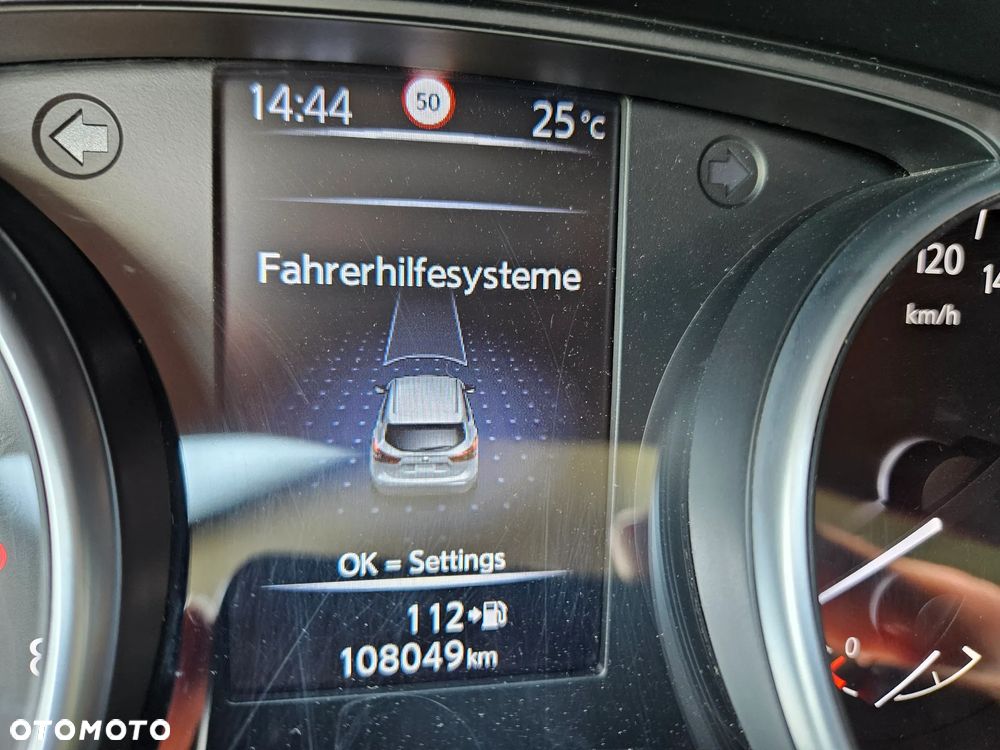 14:44
50
25°C
Fahrerhilfesysteme
120
km/h
OK = Settings
112
108049km
0
OTOMOTO